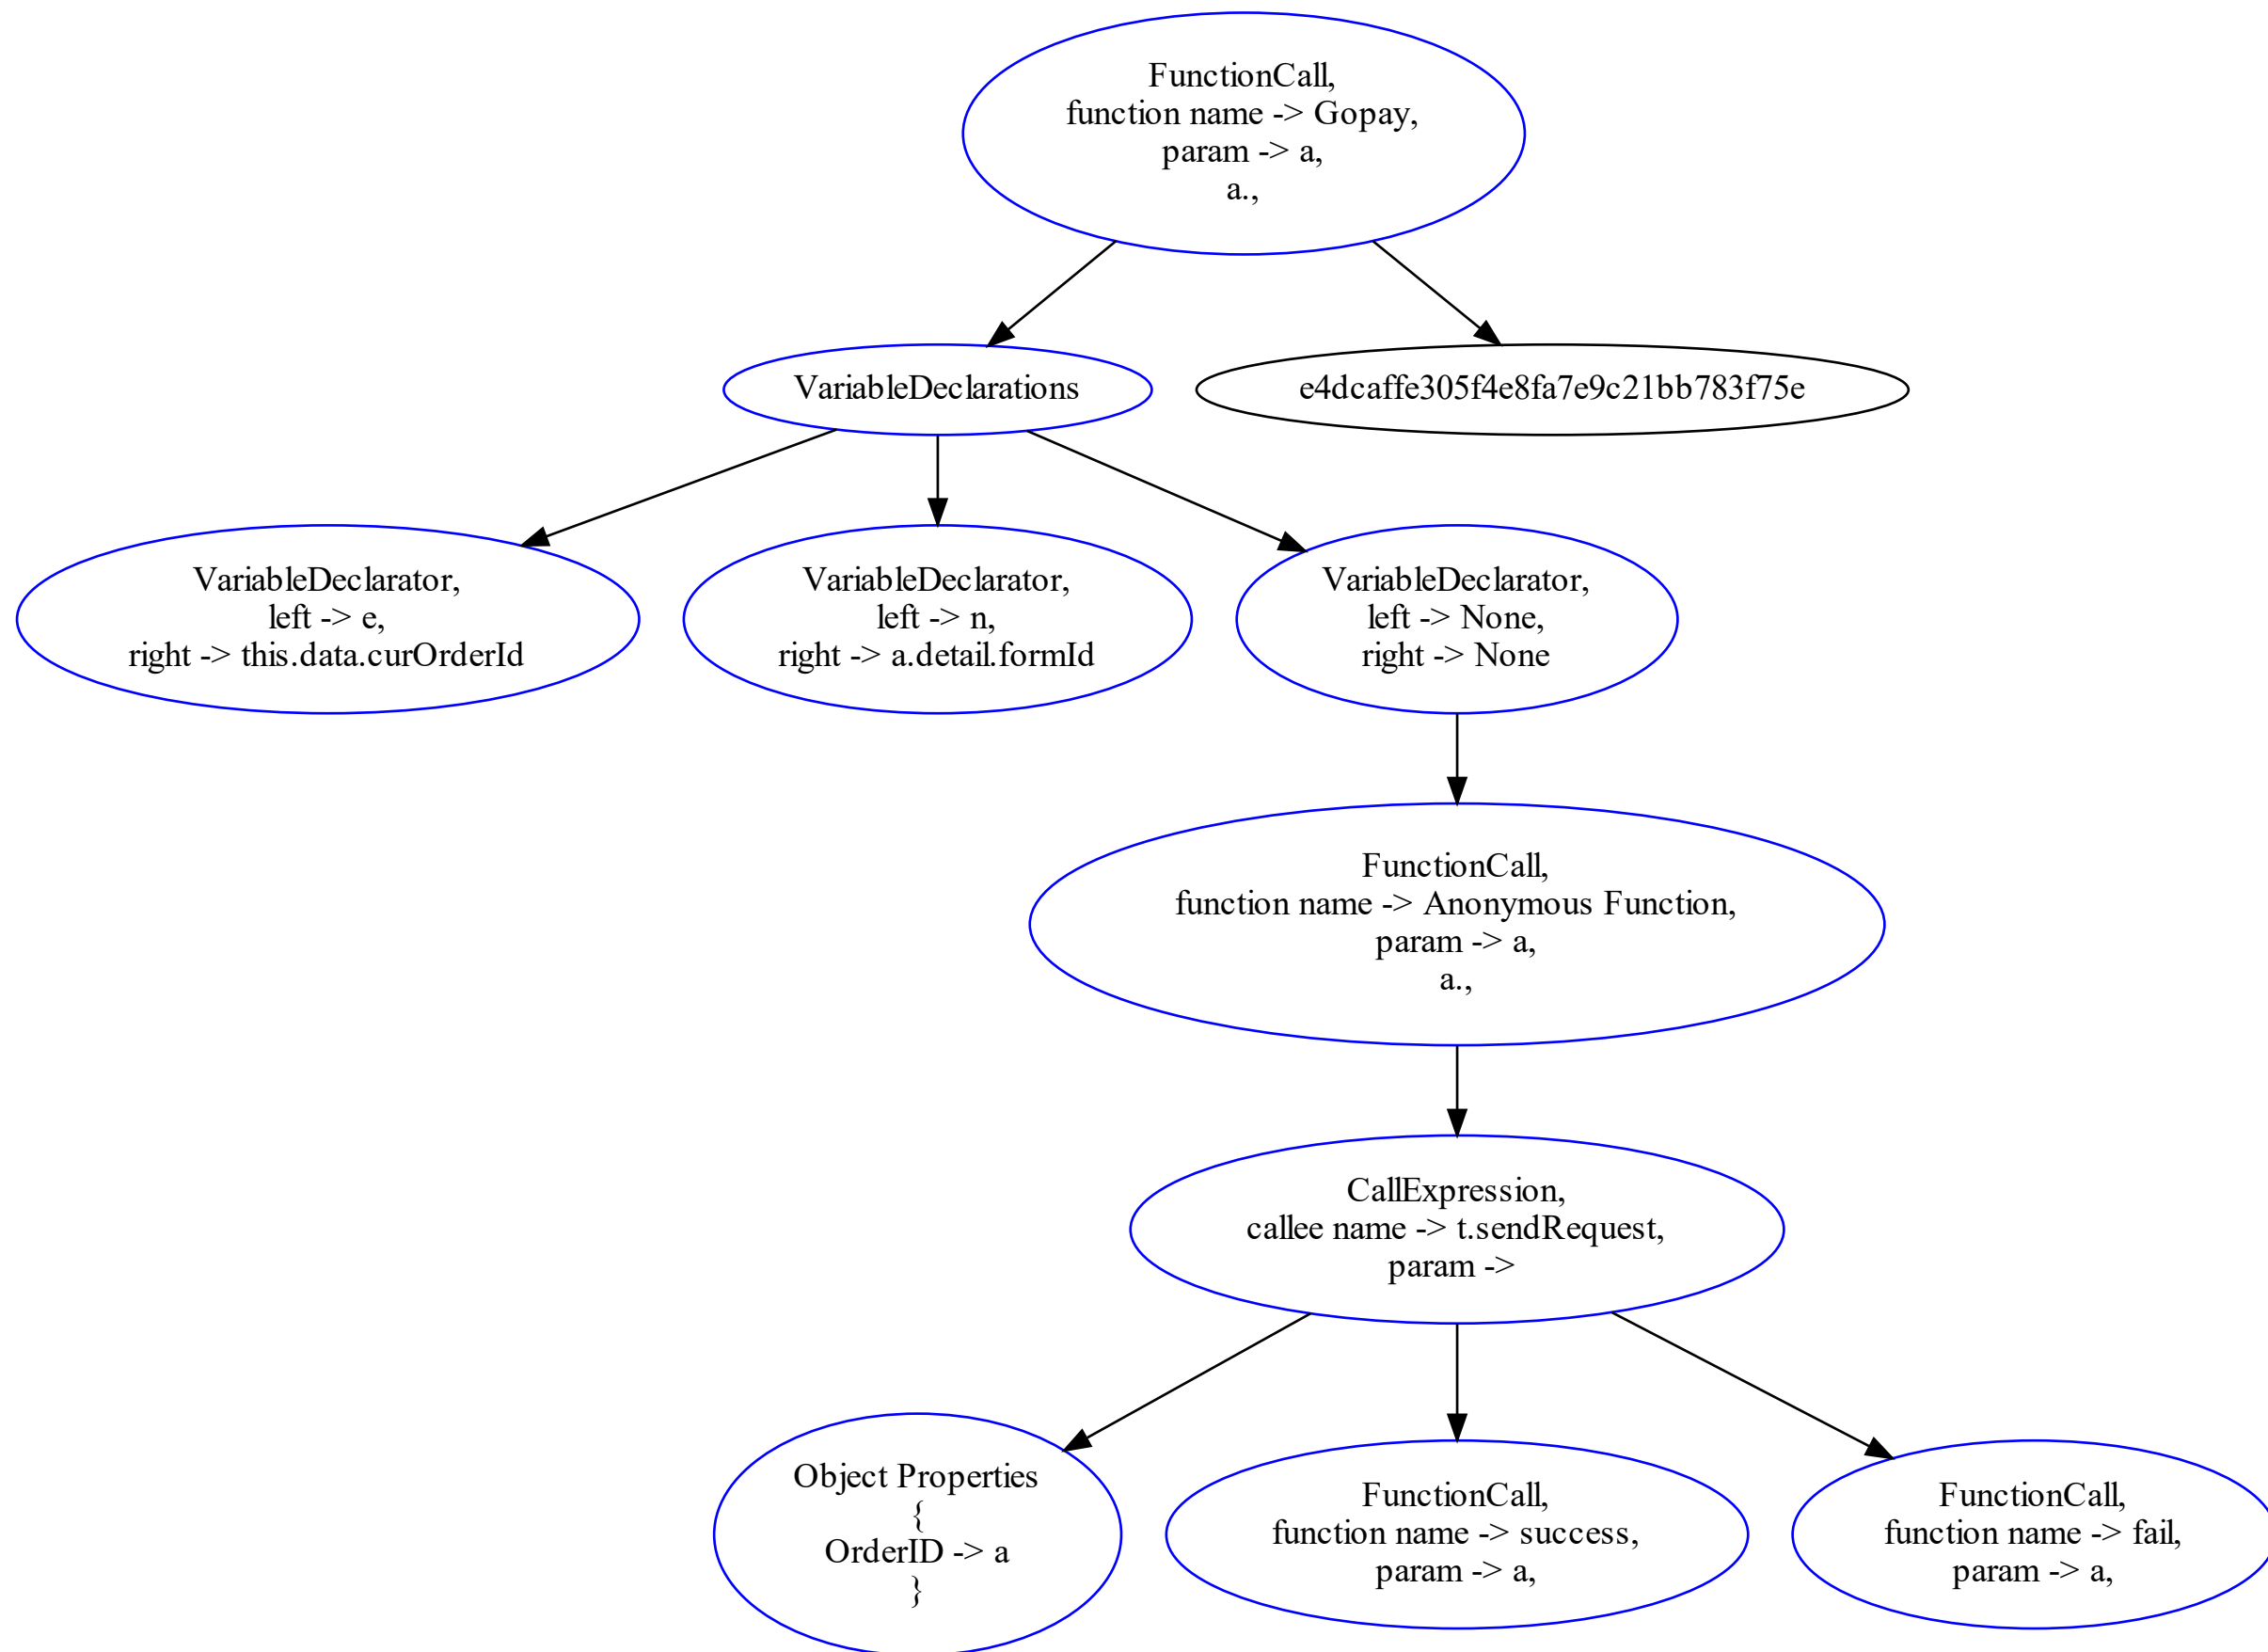 FunctionCall,
function name -> Gopay,
param -> a,
a.,
VariableDeclarations
e4dcaffe305f4e8fa7e9c21bb783f75e
VariableDeclarator,
left -> e,
right -> this.data.curOrderId
VariableDeclarator,
left -> n,
right -> a.detail.formId
VariableDeclarator,
left -> None,
right -> None
FunctionCall,
function name -> Anonymous Function,
param -> a,
a.,
CallExpression,
callee name -> t.sendRequest,
param ->
Object Properties
{
OrderID -> a
}
FunctionCall,
function name -> success,
param -> a,
FunctionCall,
function name -> fail,
param -> a,